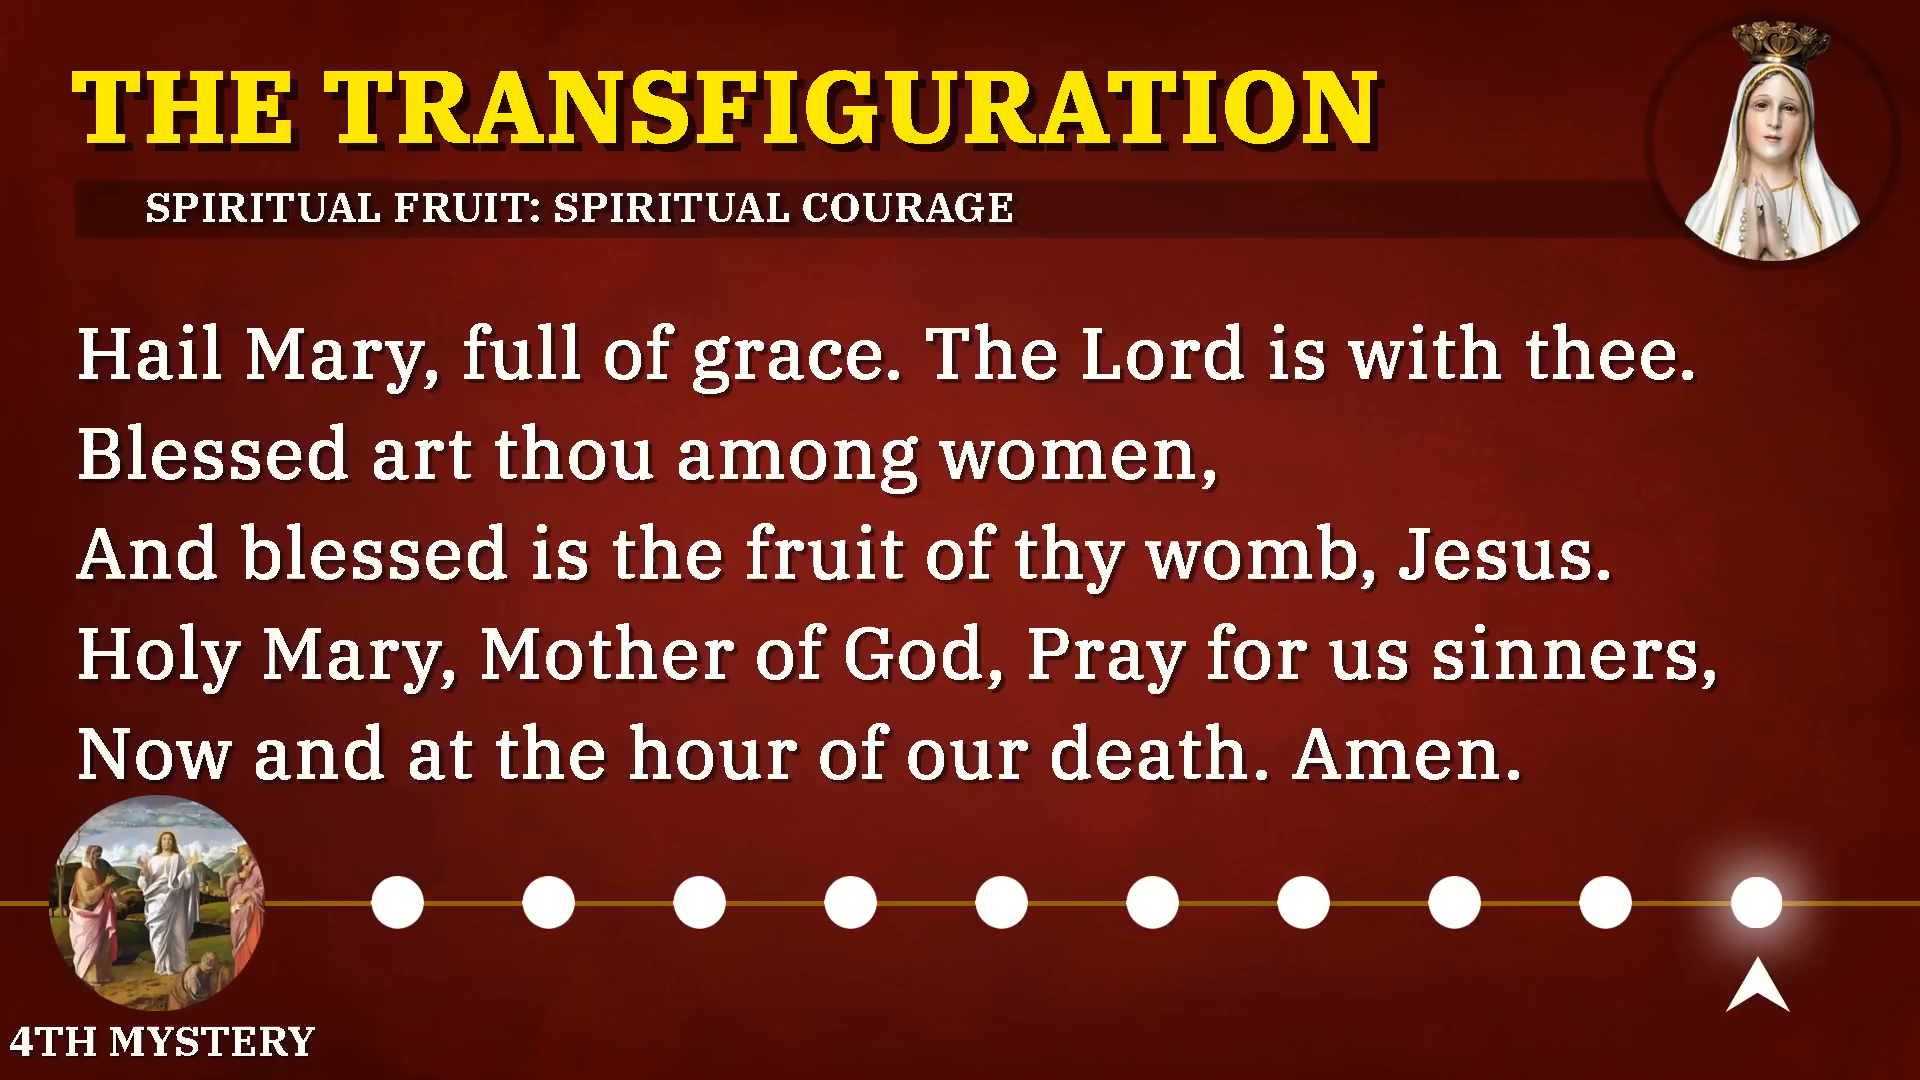 THE TRANSFIGURATION
SPIRITUAL FRUIT: SPIRITUAL COURAGE
Hail Mary, full of grace. The Lord is with thee.
Blessed art thou among women,
And blessed is the fruit of thy womb, Jesus.
Holy Mary, Mother of God, Pray for us sinners,
Now and at the hour of our death. Amen.
4TH MYSTERY